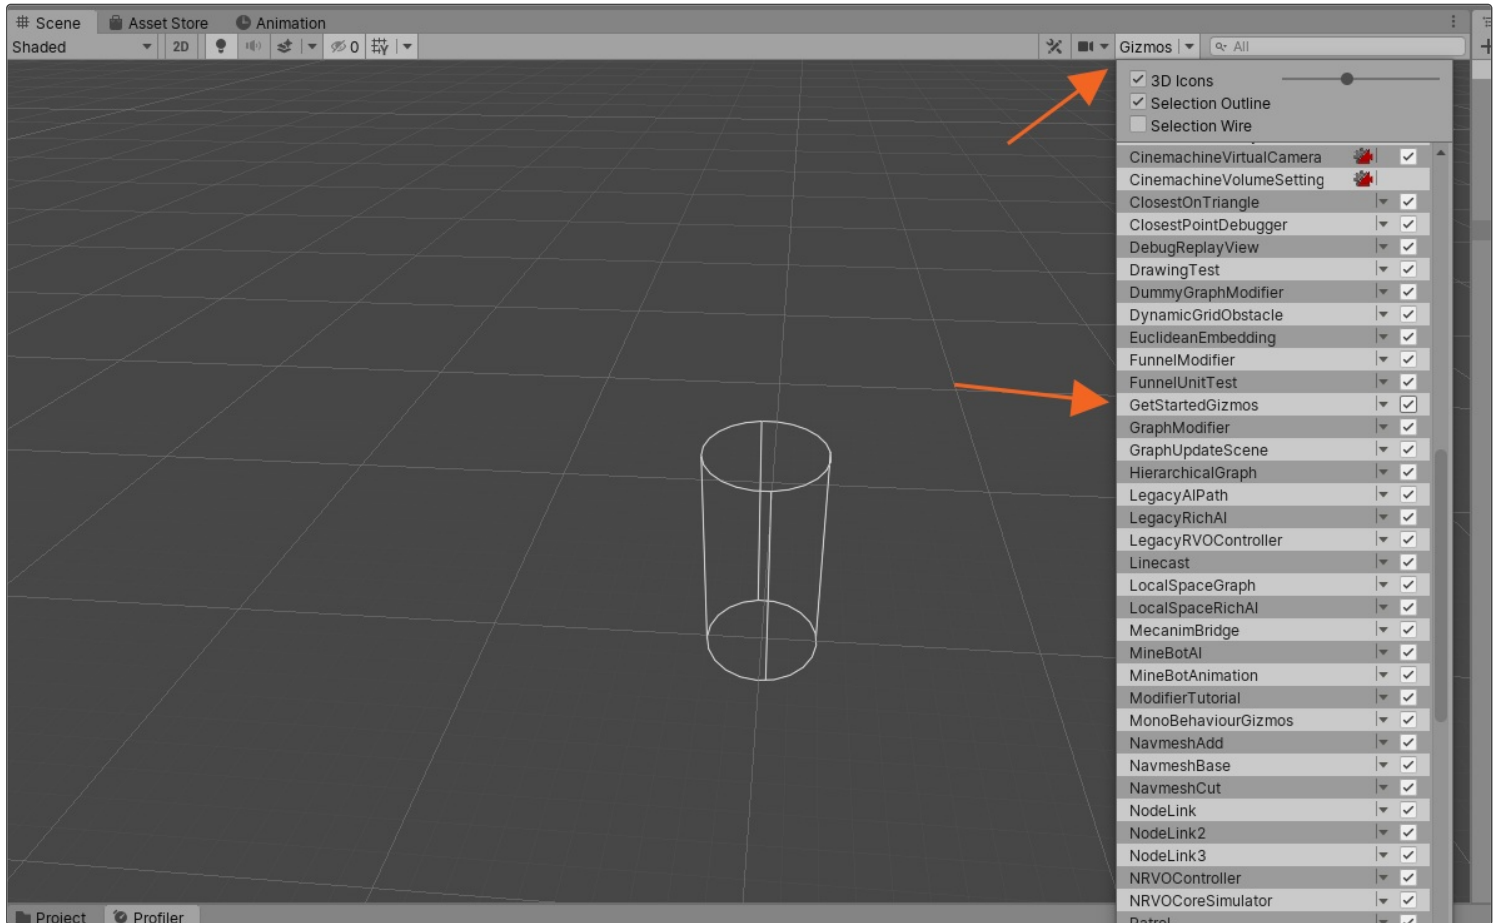 Scene Asset Store Animation
Shaded 2D 0 Gizmos All
3D Icons
Selection Outline
Selection Wire
CinemachineVirtualCamera
CinemachineVolumeSetting
ClosestOnTriangle
ClosestPointDebugger
DebugReplayView
DrawingTest
DummyGraphModifier
DynamicGridObstacle
EuclideanEmbedding
FunnelModifier
FunnelUnitTest
GetStartedGizmos
GraphModifier
GraphUpdateScene
HierarchicalGraph
LegacyAIPath
LegacyRichAI
LegacyRVOController
Linecast
LocalSpaceGraph
LocalSpaceRichAI
MecanimBridge
MineBotAI
MineBotAnimation
ModifierTutorial
MonoBehaviourGizmos
NavmeshAdd
NavmeshBase
NavmeshCut
NodeLink
NodeLink2
NodeLink3
NRVOController
NRVOCoreSimulator
Project Profiler